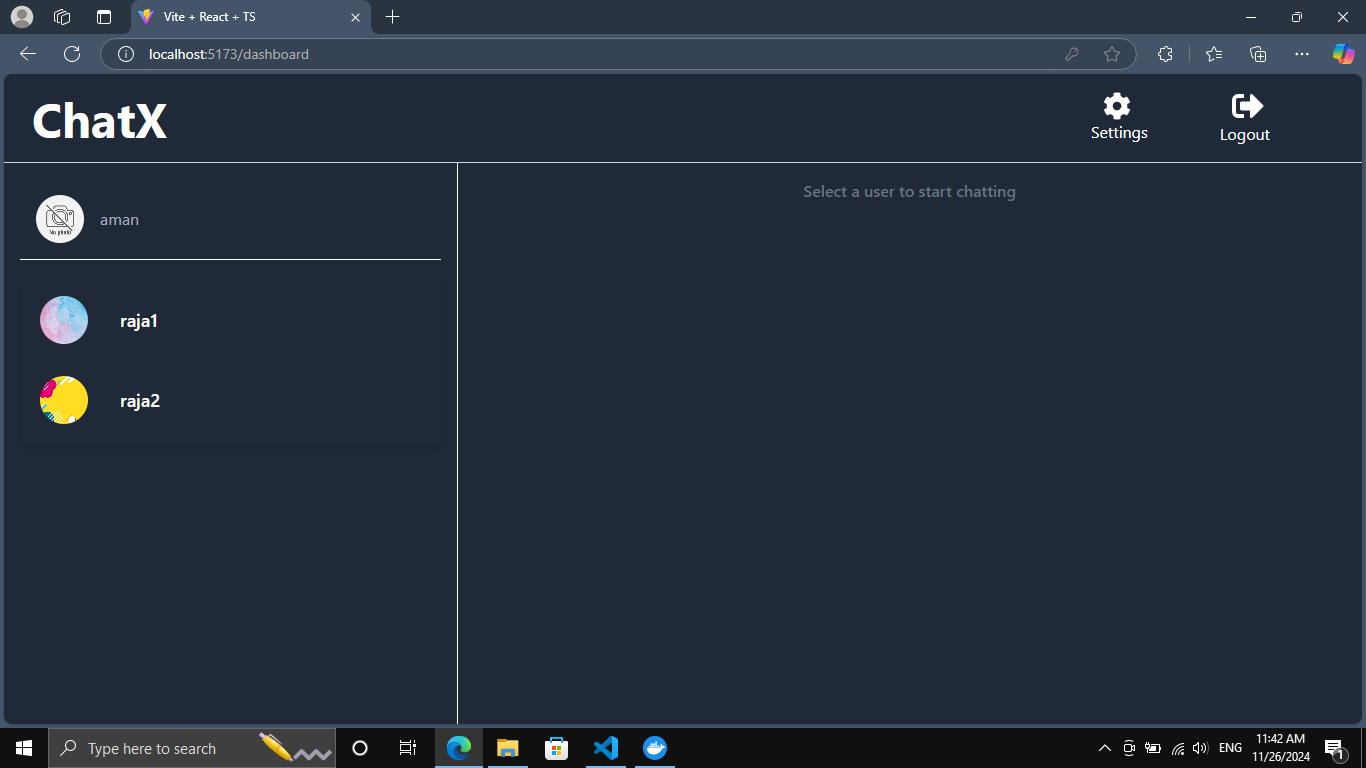 Vite + React + TS
localhost:5173/dashboard
ChatX
Settings
Logout
aman
No photo
Select a user to start chatting
raja1
raja2
Type here to search
ENG
11:42 AM
11/26/2024
1